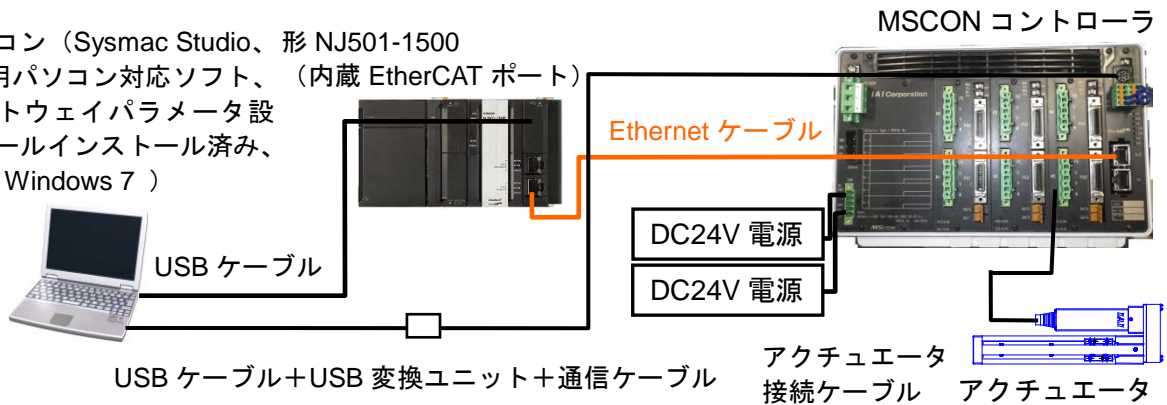 MSCON コントローラ
コン（Sysmac Studio、
形 NJ501-1500
用パソコン対応ソフト、
（内蔵 EtherCAT ポート）
トウェイパラメータ設
ールインストール済み、
Windows 7 ）
IAI Corporation
Ethernet ケーブル
DC24V 電源
DC24V 電源
USB ケーブル
MSCON
アクチュエータ
接続ケーブル
アクチュエータ
USB ケーブル＋USB 変換ユニット＋通信ケーブル